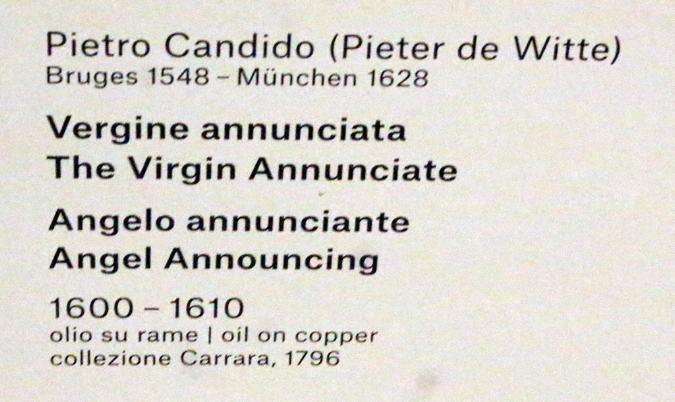 Pietro Candido (Pieter de Witte)
Bruges 1548 – München 1628
Vergine annunciata
The Virgin Annunciate
Angelo annunciante
Angel Announcing
1600 – 1610
olio su rame | oil on copper
collezione Carrara, 1796